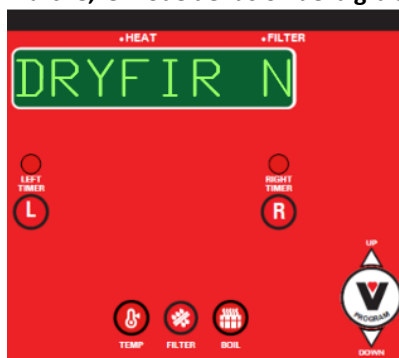 •HEAT •FILTER
DRYFIR N
LEFT TIMER RIGHT TIMER
L R
UP
V
PROGRAM
TEMP FILTER BOIL
DOWN